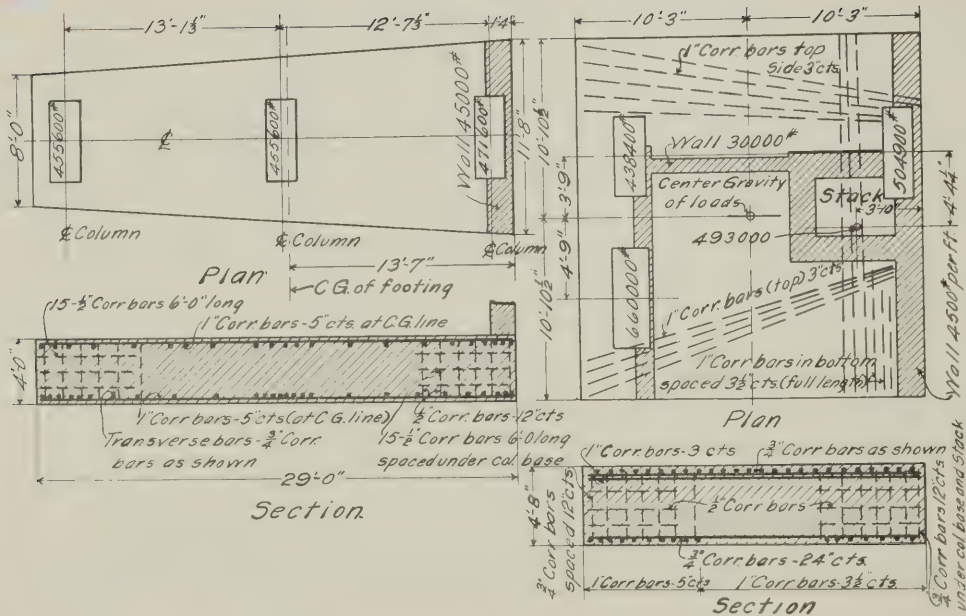 13'-1½"
12'-7½"
1'4"
8'-0"
455600#
℄
455600#
471600#
Wall 45000#
11'-8"
℄ Column
℄ Column
℄ Column
13'-7"
Plan
C.G. of footing
15-½" Corr bars 6'-0" long
1" Corr bars - 5" cts. at C.G. line
4'-0"
1" Corr bars - 5" cts (at C.G. line)
½" Corr. bars - 12" cts
Transverse bars - ¾" Corr.
bars as shown
15-½" Corr bars 6'-0" long
spaced under col. base
29'-0"
Section
10'-3"
10'-3"
1" Corr. bars top
Side 3" cts.
10'-10½"
438400#
Wall 30000#
504900#
3'-9"
Center Gravity
of loads
Stack
3'-10"
493000
4'-9"
660000#
1" Corr. bars (top) 3" cts.
10'-10½"
1" Corr bars in bottom
spaced 3½" cts. (full length)
Wall 4500# per ft.
4'-4½"
Plan
1" Corr. bars - 3 cts
¾" Corr bars as shown
4'-8"
½" Corr bars
¾" Corr bars
spaced 12" cts
¾" Corr bars - 24" cts.
1" Corr bars - 5" cts
1" Corr bars - 3½" cts.
¾" Corr bars 12" cts
under col base and Stack
Section